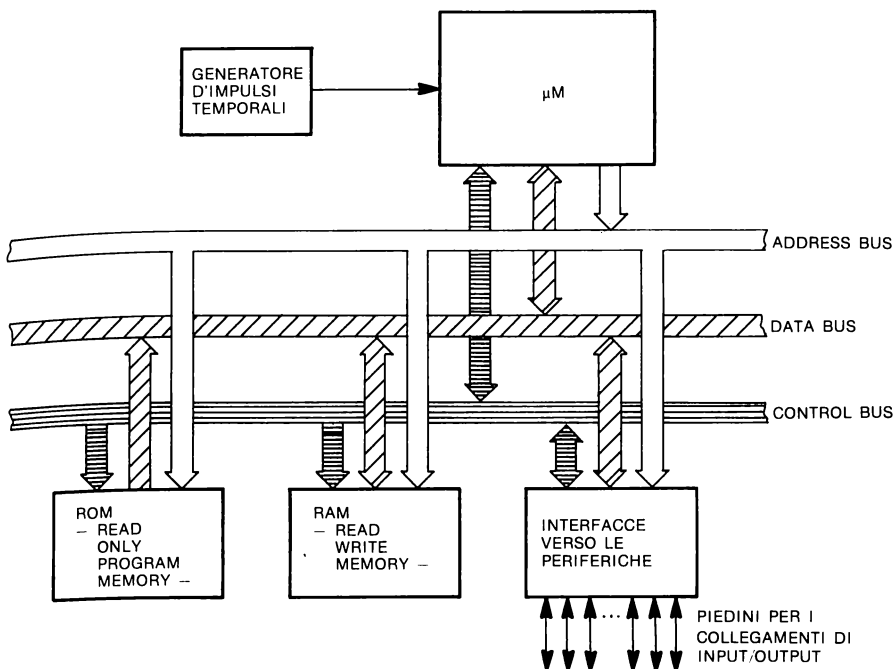 GENERATORE
D'IMPULSI
TEMPORALI
µM
ADDRESS BUS
DATA BUS
CONTROL BUS
ROM
– READ
ONLY
PROGRAM
MEMORY –
RAM
– READ
WRITE
MEMORY –
INTERFACCE
VERSO LE
PERIFERICHE
...
PIEDINI PER I
COLLEGAMENTI DI
INPUT/OUTPUT